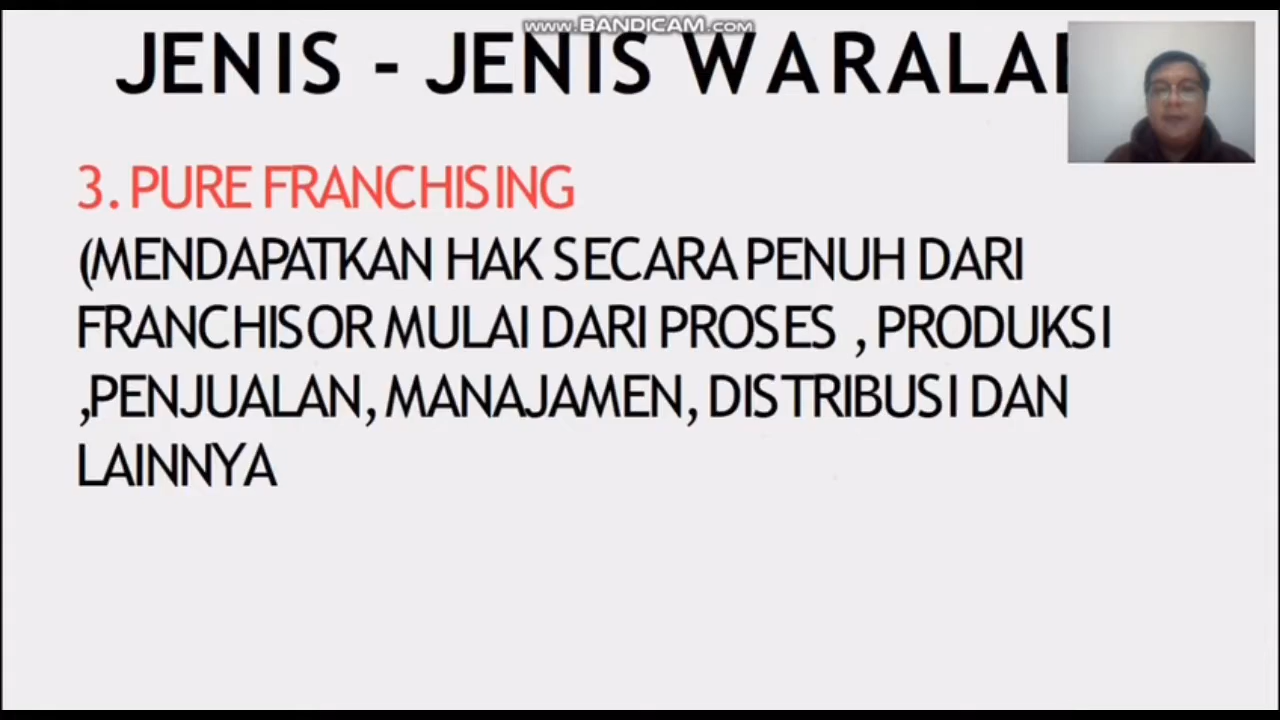 www.BANDICAM.com
JENIS - JENIS
3. PURE FRANCHISING
(MENDAPATKAN HAK SECARA PENUH DARI
FRANCHISOR MULAI DARI PROSES , PRODUKSI
,PENJUALAN, MANAJAMEN, DISTRIBUSI DAN
LAINNYA